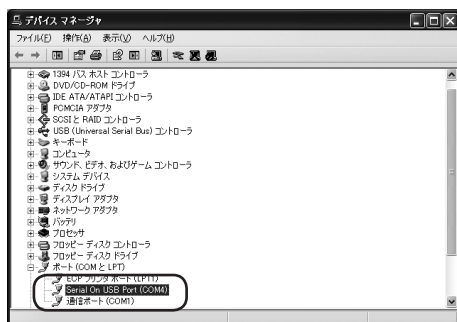 デバイス マネージャ
ファイル(F) 操作(A) 表示(V) ヘルプ(H)
1394 バス ホスト コントローラ
DVD/CD-ROM ドライブ
IDE ATA/ATAPI コントローラ
PCMCIA アダプタ
SCSI と RAID コントローラ
USB (Universal Serial Bus) コントローラ
キーボード
コンピュータ
サウンド、ビデオ、およびゲーム コントローラ
システム デバイス
ディスク ドライブ
ディスプレイ アダプタ
ネットワーク アダプタ
バッテリ
プロセッサ
フロッピー ディスク コントローラ
フロッピー ディスク ドライブ
ポート (COM と LPT)
ECP プリンタ ポート (LPT1)
Serial On USB Port (COM4)
通信ポート (COM1)